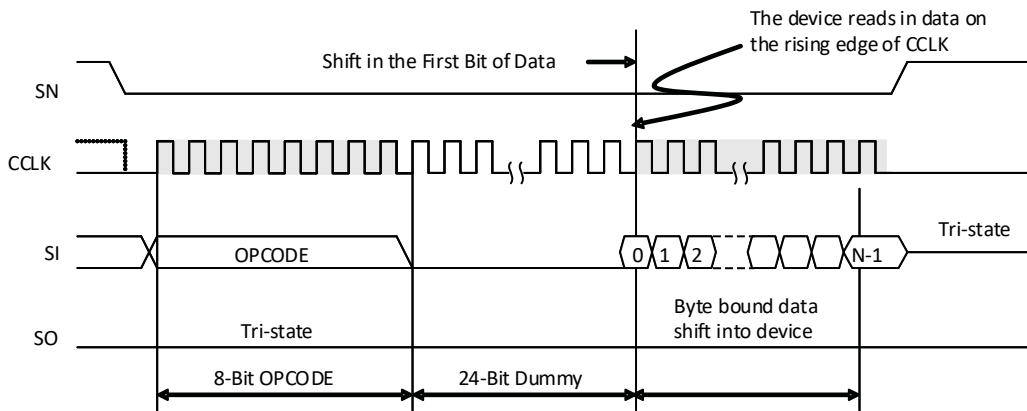 The device reads in data on
the rising edge of CCLK
Shift in the First Bit of Data
SN
CCLK
SI
OPCODE
0 1 2 N-1
Tri-state
SO
Tri-state
Byte bound data
shift into device
8-Bit OPCODE
24-Bit Dummy